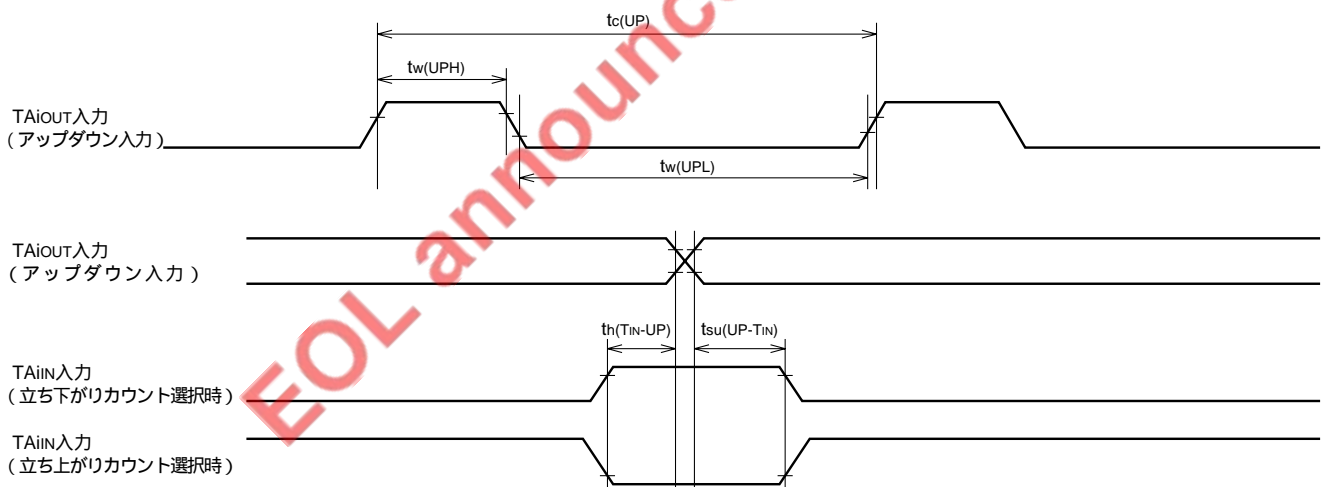 tc(UP)
tw(UPH)
TAiOUT入力
(アップダウン入力)
tw(UPL)
TAiOUT入力
(アップダウン入力)
th(TIN-UP)
tsu(UP-TIN)
TAiIN入力
(立ち下がりカウント選択時)
TAiIN入力
(立ち上がりカウント選択時)
EOL announc